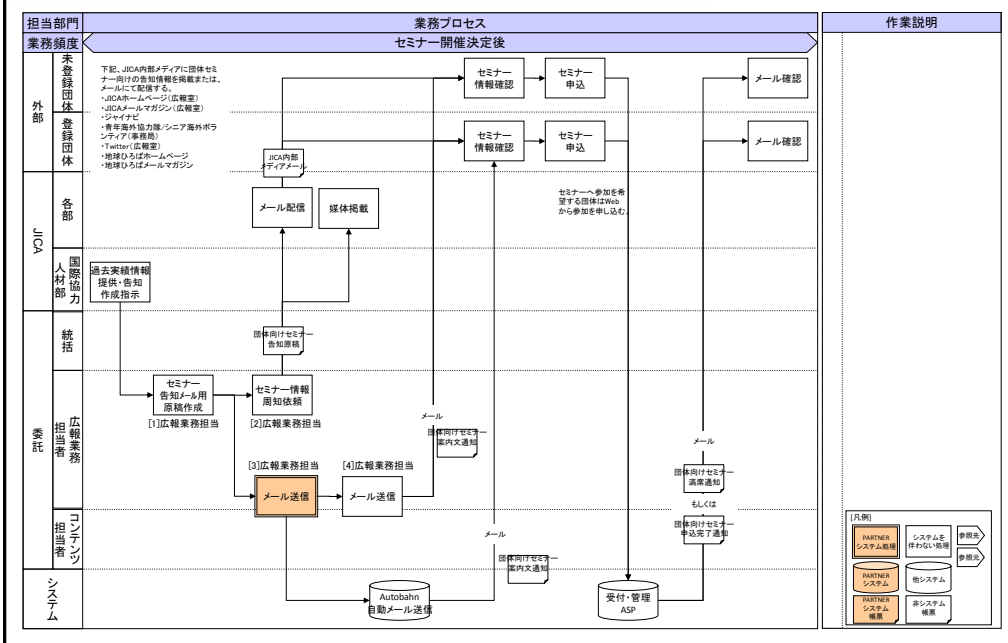 担当部門
業務プロセス
作業説明
業務頻度
セミナー開催決定後
外部
未登録団体
下記、JICA内部メディアに団体セミ
ナー向けの告知情報を掲載または、
メールにて配信する。
・JICAホームページ(広報室)
・JICAメールマガジン(広報室)
・ジャイナビ
・青年海外協力隊/シニア海外ボラ
ンティア(事務局)
・Twitter(広報室)
・地球ひろばホームページ
・地球ひろばメールマガジン
セミナー
情報確認
セミナー
申込
メール確認
登録団体
JICA内部
メディアメール
セミナー
情報確認
セミナー
申込
メール確認
JICA
各部
メール配信
媒体掲載
セミナーへ参加を希
望する団体はWeb
から参加を申し込む。
国際協力
人材部
過去実績情報
提供・告知
作成指示
委託
統括
団体向けセミナー
告知原稿
広報業務
担当者
セミナー
告知メール用
原稿作成
[1]広報業務担当
セミナー情報
周知依頼
[2]広報業務担当
メール
団体向けセミナー
案内文通知
[3]広報業務担当
メール送信
[4]広報業務担当
メール送信
メール
団体向けセミナー
満席通知
もしくは
団体向けセミナー
申込完了通知
コンテンツ
担当者
メール
団体向けセミナー
案内文通知
システム
Autobahn
自動メール送信
受付・管理
ASP
[凡例]
PARTNER
システム処理
システムを
伴わない処理
参照先
参照元
PARTNER
システム
他システム
PARTNER
システム
帳票
非システム
帳票